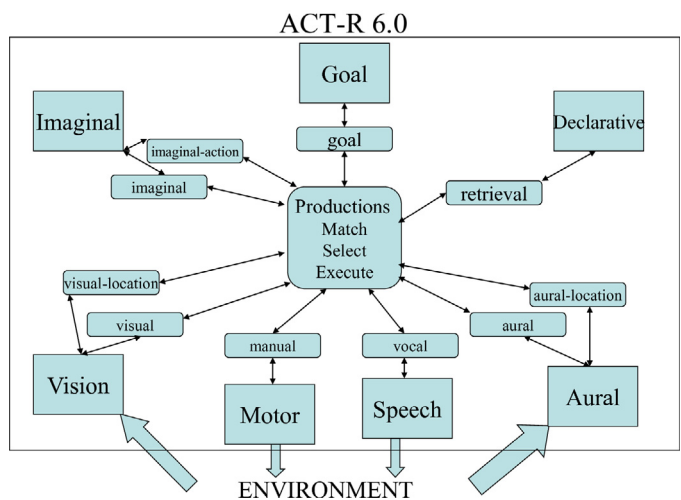 ACT-R 6.0
Goal
Imaginal
Declarative
goal
imaginal-action
imaginal
retrieval
Productions
Match
Select
Execute
visual-location
aural-location
visual
aural
manual
vocal
Vision
Motor
Speech
Aural
ENVIRONMENT